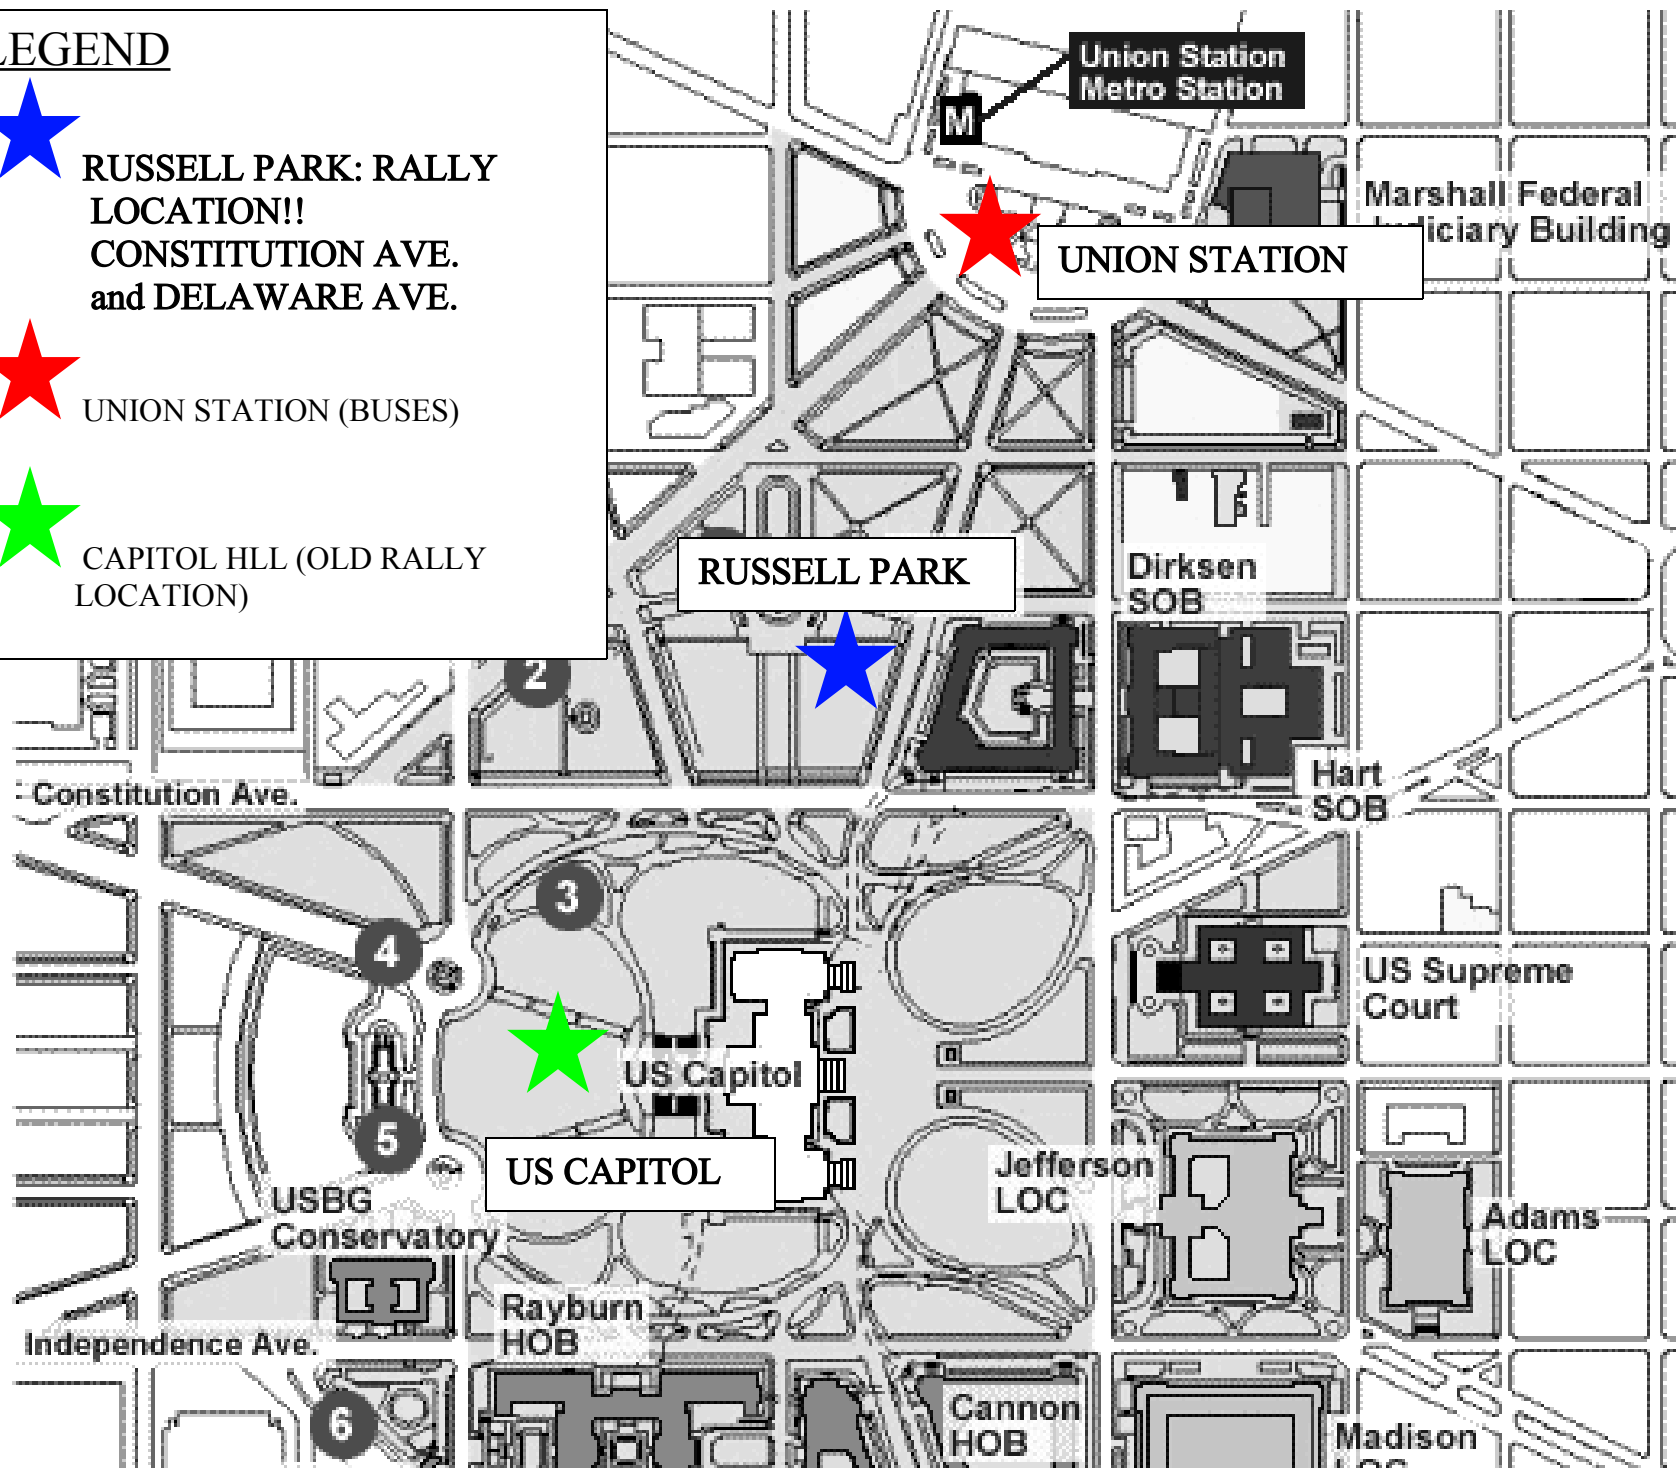 LEGEND
RUSSELL PARK: RALLY
LOCATION!!
CONSTITUTION AVE.
and DELAWARE AVE.
UNION STATION (BUSES)
CAPITOL HLL (OLD RALLY
LOCATION)
Union Station
Metro Station
M
Marshall Federal
Judiciary Building
UNION STATION
RUSSELL PARK
Dirksen
SOB
2
Hart
SOB
Constitution Ave.
3
4
US Supreme
Court
US Capitol
5
US CAPITOL
Jefferson
LOC
USBG
Conservatory
Adams
LOC
Rayburn
HOB
Independence Ave.
6
Cannon
HOB
Madison
LOC